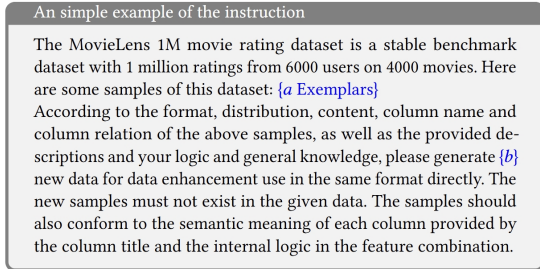 An simple example of the instruction
The MovieLens 1M movie rating dataset is a stable benchmark
dataset with 1 million ratings from 6000 users on 4000 movies. Here
are some samples of this dataset: {a Exemplars}
According to the format, distribution, content, column name and
column relation of the above samples, as well as the provided de-
scriptions and your logic and general knowledge, please generate {b}
new data for data enhancement use in the same format directly. The
new samples must not exist in the given data. The samples should
also conform to the semantic meaning of each column provided by
the column title and the internal logic in the feature combination.